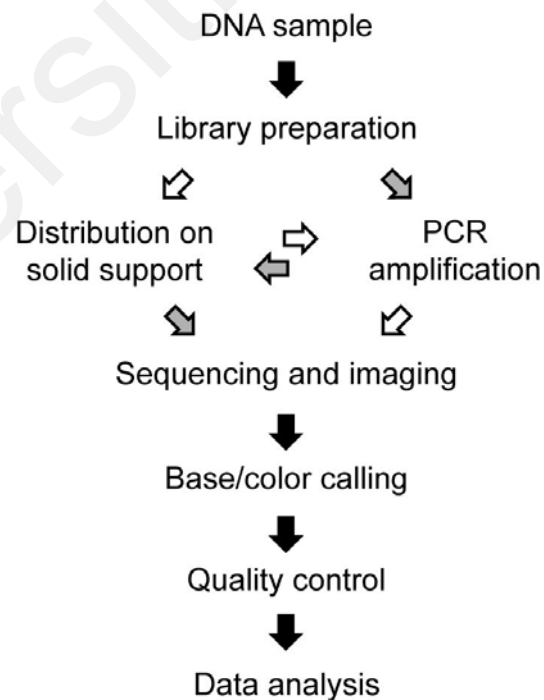 DNA sample
Library preparation
Distribution on
solid support
PCR
amplification
Sequencing and imaging
Base/color calling
Quality control
Data analysis